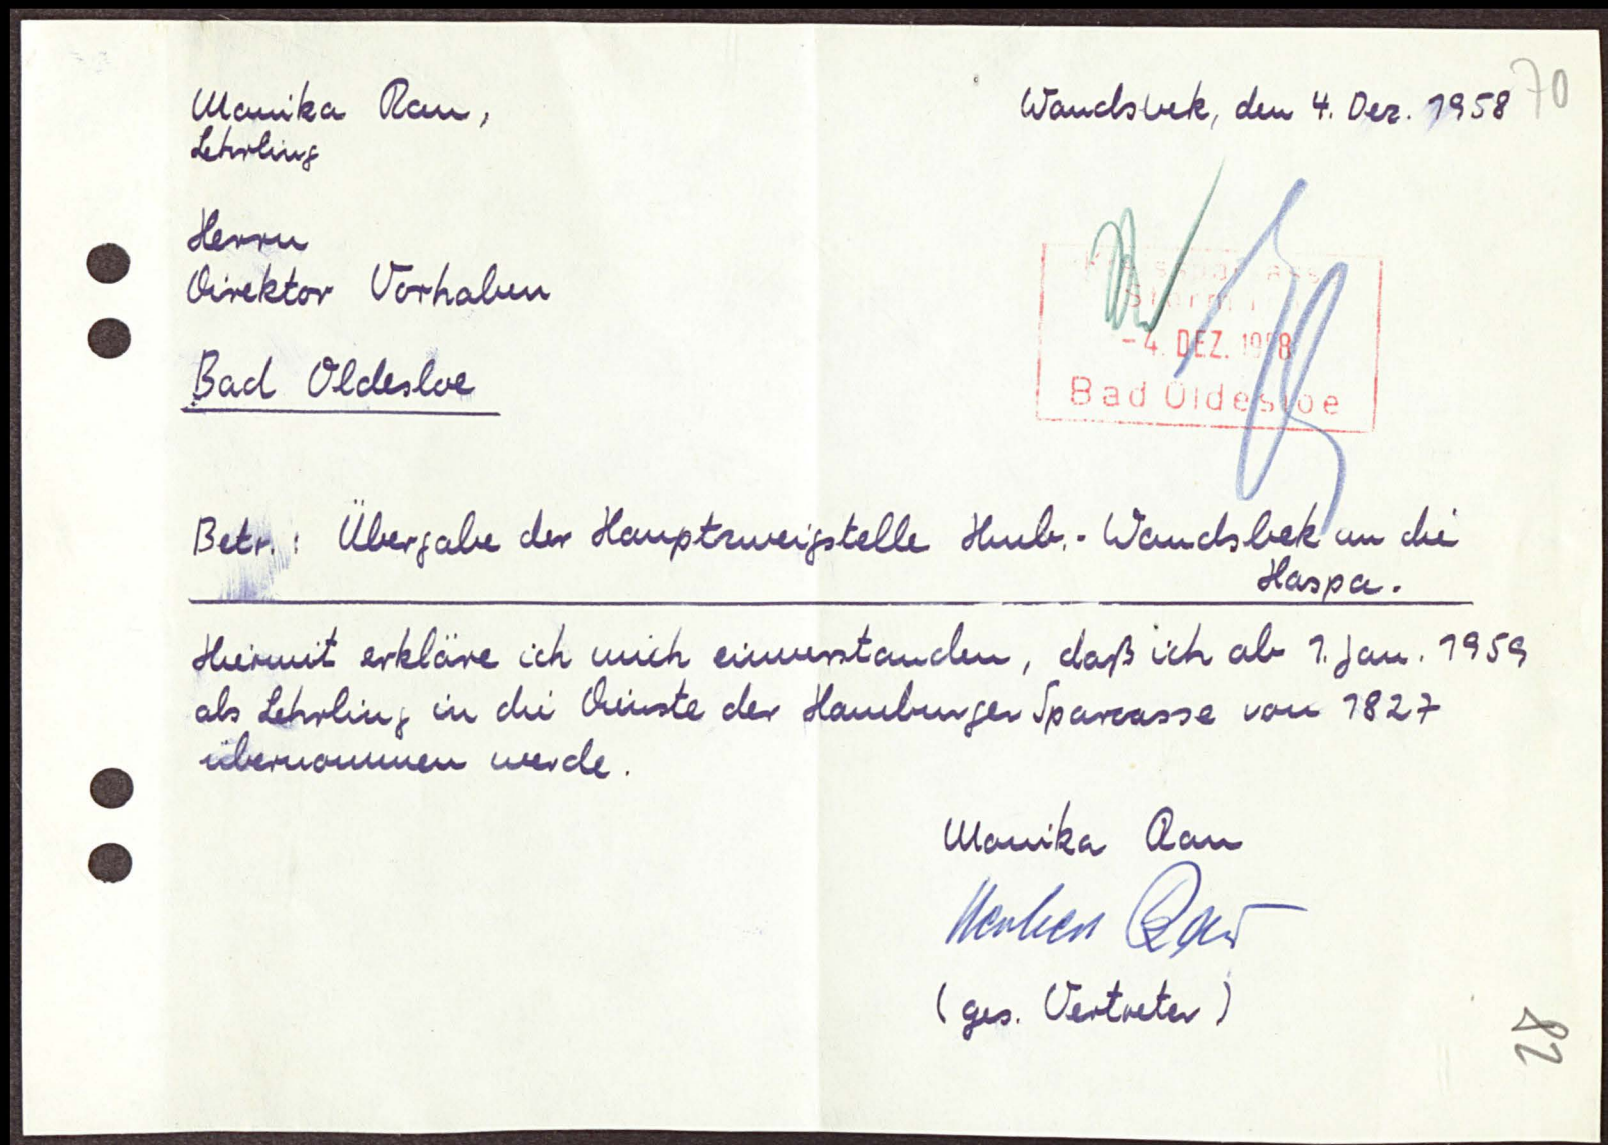 Monika Rau,
Lehrling
Wandsbek, den 4. Dez. 1958
70
Herrn
Direktor Vorhaben
Bad Oldesloe
Kreissparkasse
Stormarn
-4. DEZ. 1958
Bad Oldesloe
Betr.: Übergabe der Hauptzweigstelle Hmb.-Wandsbek an die
Haspa.
Hiermit erkläre ich mich einverstanden, daß ich ab 1. Jan. 1959
als Lehrling in die Dienste der Hamburger Sparcasse von 1827
übernommen werde.
Monika Rau
Rau
(ges. Vertreter)
82